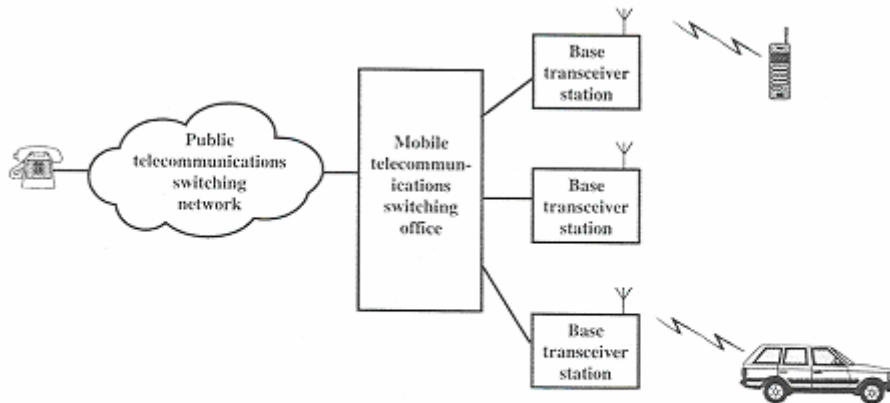 Public
telecommunications
switching
network
Mobile
telecommun-
ications
switching
office
Base
transceiver
station
Base
transceiver
station
Base
transceiver
station